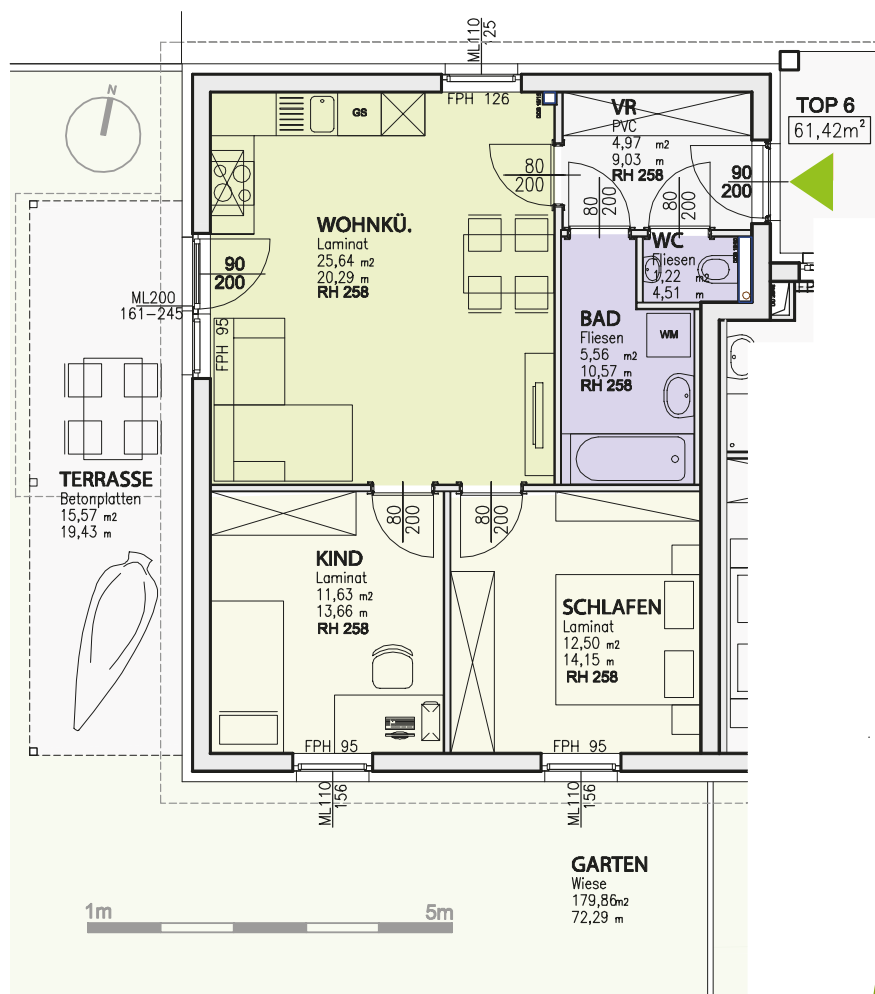 ML110
125
FPH 126
N
GS
VR
PVC
4,97 m2
9,03 m
RH 258
TOP 6
61,42m²
80
200
80
200
80
200
90
200
WOHNKÜ.
Laminat
25,64 m2
20,29 m
RH 258
90
200
ML200
161-245
FPH 95
WC
Fliesen
1,22 m2
4,51 m
BAD
Fliesen
5,56 m2
10,57 m
RH 258
WM
TERRASSE
Betonplatten
15,57 m2
19,43 m
80
200
80
200
KIND
Laminat
11,63 m2
13,66 m
RH 258
SCHLAFEN
Laminat
12,50 m2
14,15 m
RH 258
FPH 95
FPH 95
ML110
156
ML110
156
GARTEN
Wiese
179,86m2
72,29 m
1m
5m